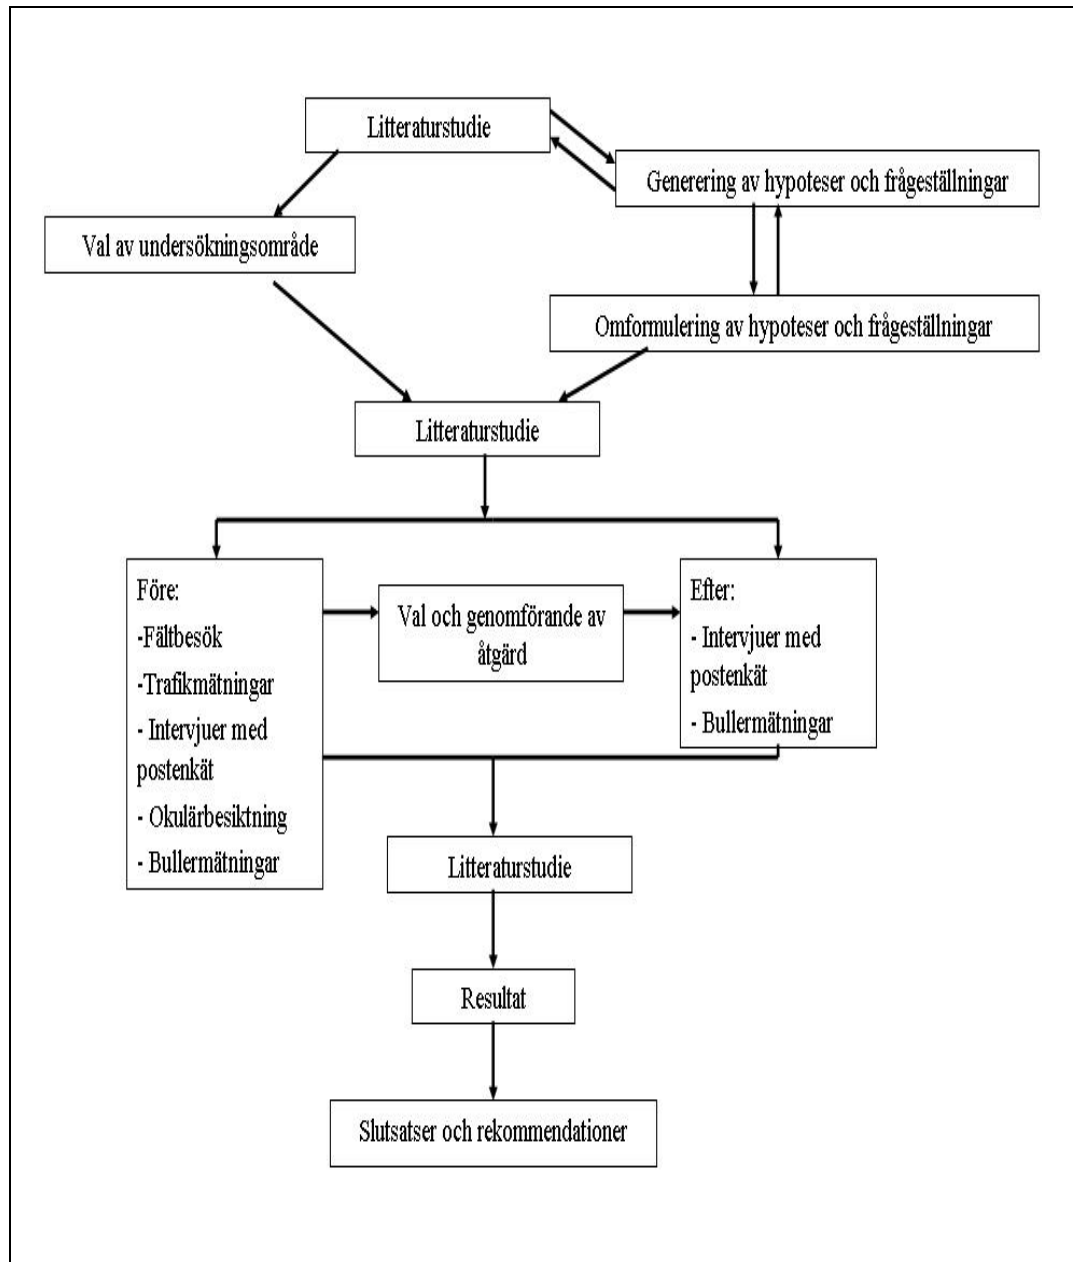 Litteraturstudie
Generering av hypoteser och frågeställningar
Val av undersökningsområde
Omformulering av hypoteser och frågeställningar
Litteraturstudie
Före:
-Fältbesök
-Trafikmätningar
- Intervjuer med
postenkät
- Okulärbesiktning
- Bullermätningar
Val och genomförande av
åtgärd
Efter:
- Intervjuer med
postenkät
- Bullermätningar
Litteraturstudie
Resultat
Slutsatser och rekommendationer